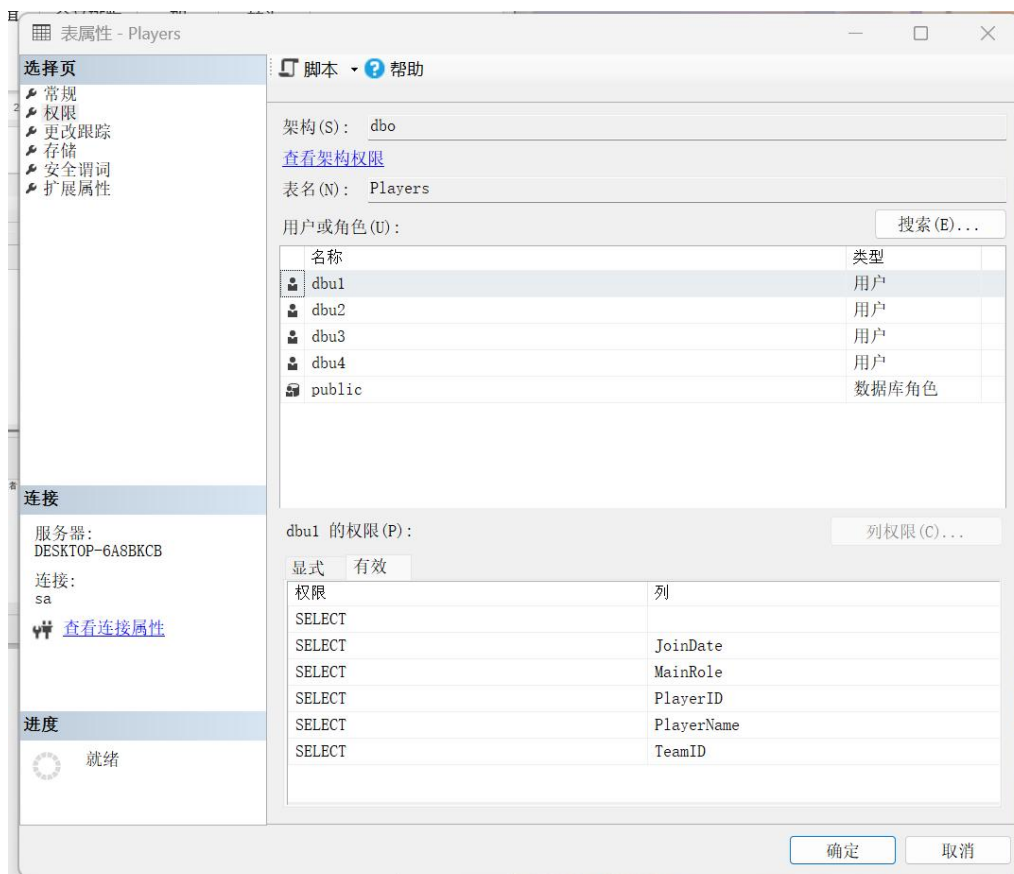 表属性 - Players
选择页
脚本
帮助
常规
权限
更改跟踪
存储
安全谓词
扩展属性
架构(S): dbo
查看架构权限
表名(N): Players
用户或角色(U):
搜索(E)...
名称 类型
dbu1 用户
dbu2 用户
dbu3 用户
dbu4 用户
public 数据库角色
连接
服务器:
DESKTOP-6A8BKCB
连接:
sa
查看连接属性
进度
就绪
dbu1 的权限(P):
列权限(C)...
显式 有效
权限 列
SELECT
SELECT JoinDate
SELECT MainRole
SELECT PlayerID
SELECT PlayerName
SELECT TeamID
确定 取消